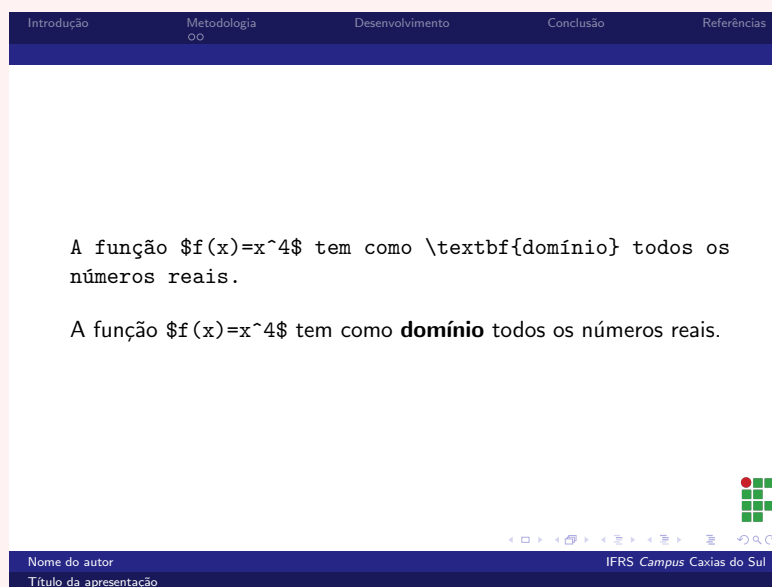 Introdução Metodologia Desenvolvimento Conclusão Referências
A função $f(x)=x^4$ tem como \textbf{domínio} todos os
números reais.
A função $f(x)=x^4$ tem como domínio todos os números reais.
Nome do autor IFRS Campus Caxias do Sul
Título da apresentação